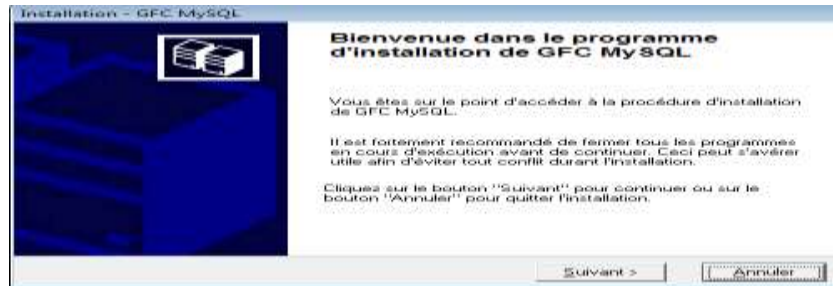 Installation - GFC MySQL
Bienvenue dans le programme
d'installation de GFC MySQL
Vous êtes sur le point d'accéder à la procédure d'installation
de GFC MySQL.
Il est fortement recommandé de fermer tous les programmes
en cours d'exécution avant de continuer. Ceci peut s'avérer
utile afin d'éviter tout conflit durant l'installation.
Cliquez sur le bouton "Suivant" pour continuer ou sur le
bouton "Annuler" pour quitter l'installation.
Suivant >
Annuler